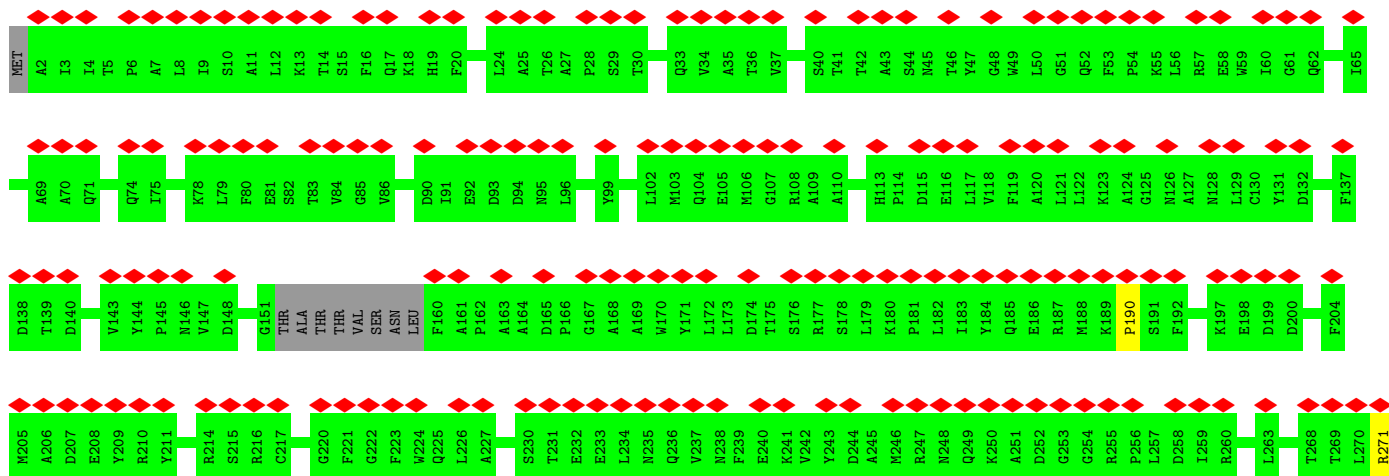 MET A2 I3 I4 T5 P6 A7 L8 I9 S10 A11 L12 K13 T14 S15 F16 Q17 K18 H19 F20 L24 A25 T26 A27 P28 S29 T30 Q33 V34 A35 T36 V37 S40 T41 T42 A43 S44 N45 T46 Y47 G48 W49 L50 G51 Q52 F53 P54 K55 L56 R57 E58 W59 I60 G61 Q62 I65
A69 A70 Q71 Q74 I75 K78 L79 F80 E81 S82 T83 V84 G85 V86 D90 I91 E92 D93 D94 N95 L96 Y99 L102 M103 Q104 E105 M106 G107 R108 A109 A110 H113 P114 D115 E116 L117 V118 F119 A120 L121 L122 K123 A124 G125 N126 A127 N128 L129 C130 Y131 D132 F137
D138 T139 D140 V143 Y144 P145 N146 V147 D148 G151 THR ALA THR THR VAL SER ASN LEU F160 A161 P162 A163 A164 D165 P166 G167 A168 A169 W170 Y171 L172 L173 D174 T175 S176 R177 S178 L179 K180 P181 L182 I183 Y184 Q185 E186 R187 M188 K189 P190 S191 F192 K197 E198 D199 D200 F204
M205 A206 D207 E208 Y209 R210 Y211 R214 S215 R216 C217 G220 F221 G222 F223 W224 Q225 L226 A227 S230 T231 E232 E233 L234 N235 Q236 V237 N238 F239 E240 K241 V242 Y243 D244 A245 M246 R247 N248 Q249 K250 A251 D252 G253 G254 R255 P256 L257 D258 I259 R260 L263 T268 T269 L270 R271